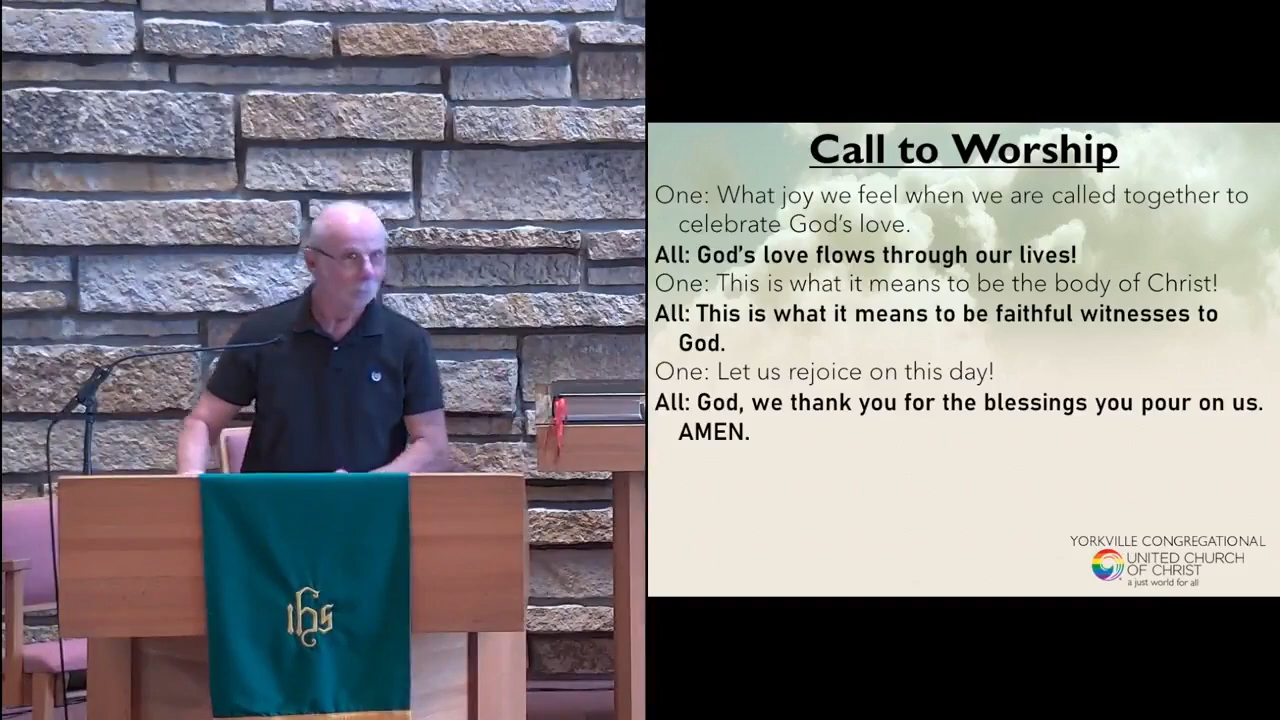 Call to Worship
One: What joy we feel when we are called together to
celebrate God's love.
All: God's love flows through our lives!
One: This is what it means to be the body of Christ!
All: This is what it means to be faithful witnesses to
God.
One: Let us rejoice on this day!
All: God, we thank you for the blessings you pour on us.
AMEN.
YORKVILLE CONGREGATIONAL
UNITED CHURCH
OF CHRIST
a just world for all
ihs